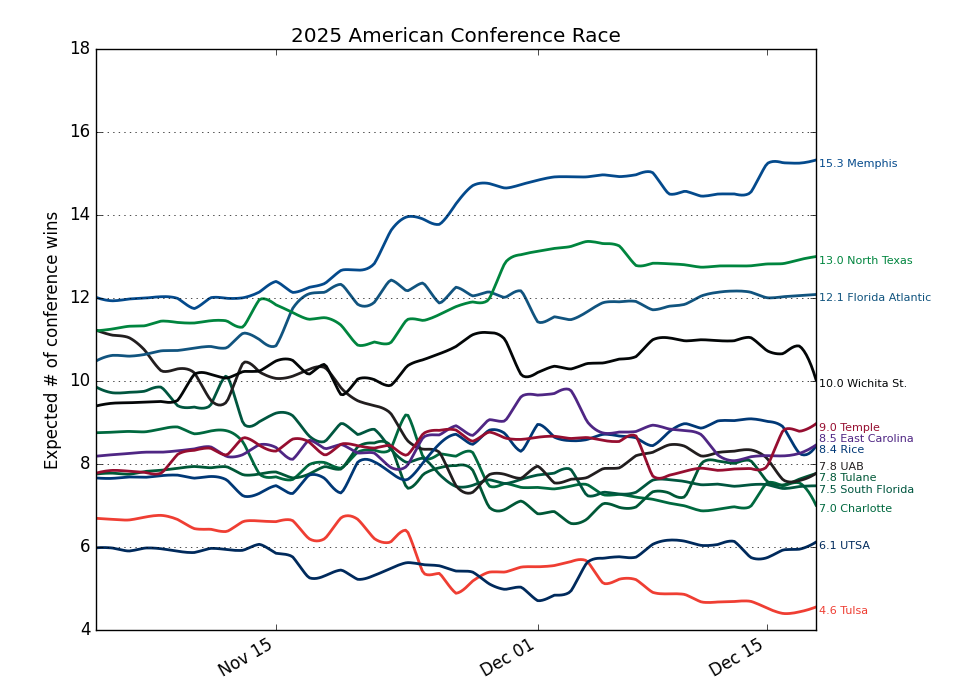 2025 American Conference Race
Expected # of conference wins
18
16
14
12
10
8
6
4
15.3 Memphis
13.0 North Texas
12.1 Florida Atlantic
10.0 Wichita St.
9.0 Temple
8.5 East Carolina
8.4 Rice
7.8 UAB
7.8 Tulane
7.5 South Florida
7.0 Charlotte
6.1 UTSA
4.6 Tulsa
Nov 15
Dec 01
Dec 15